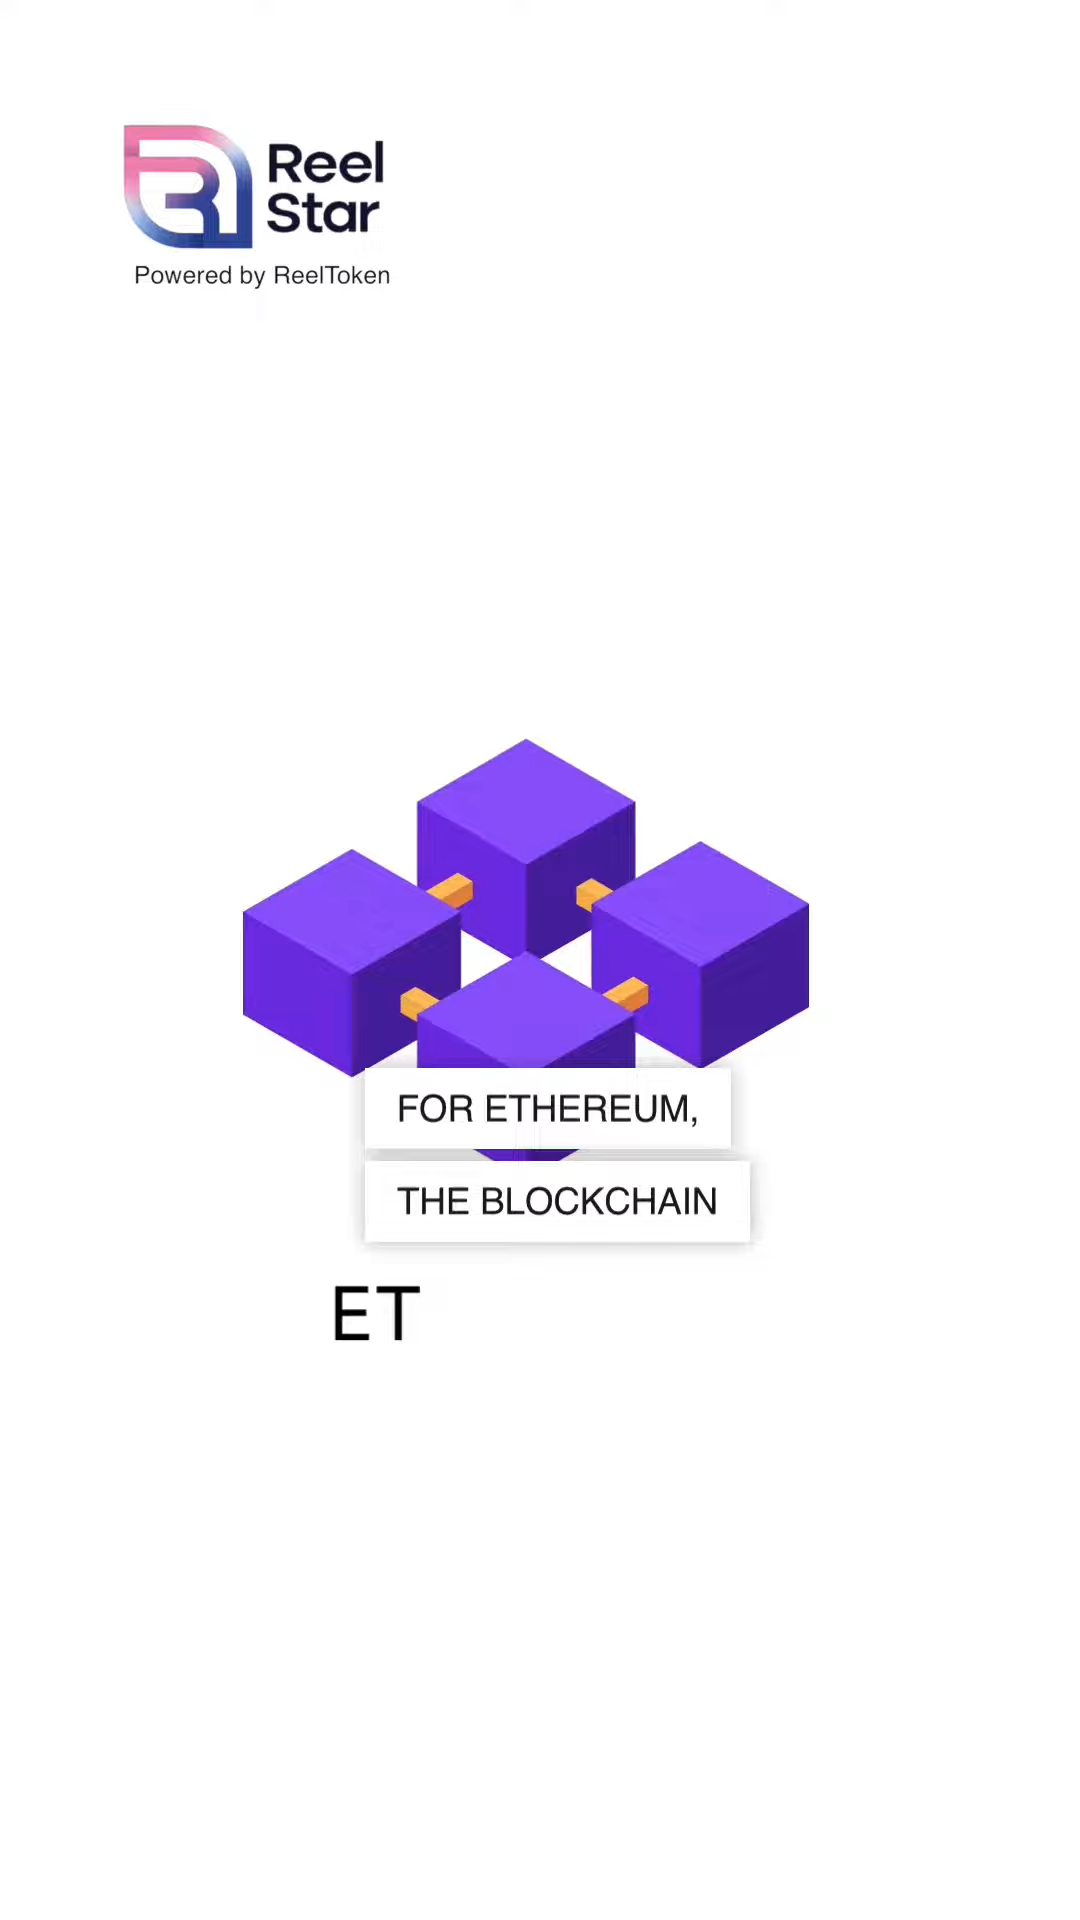 Reel
Star
Powered by ReelToken
FOR ETHEREUM,
THE BLOCKCHAIN
ET